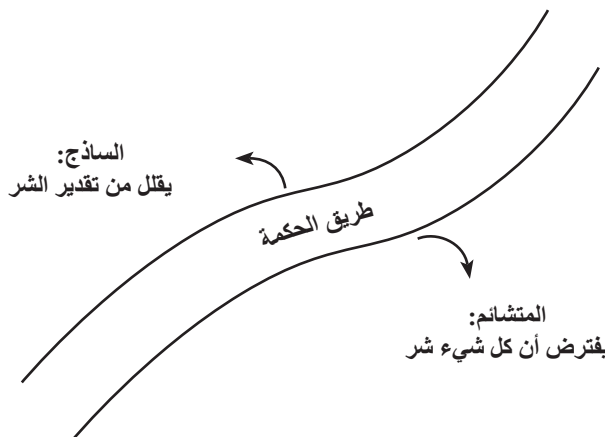 الساذج:
يقلل من تقدير الشر
طريق الحكمة
المتشائم:
يفترض أن كل شيء شر